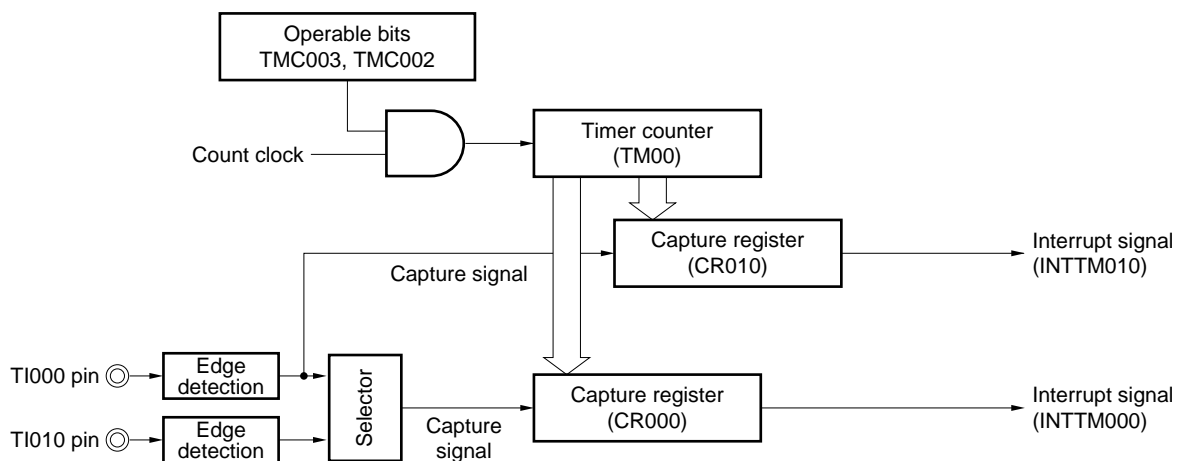 Operable bits
TMC003, TMC002
Count clock
Timer counter
(TM00)
Capture register
(CR010)
Interrupt signal
(INTTM010)
Capture signal
TI000 pin
Edge
detection
Selector
Capture register
(CR000)
Interrupt signal
(INTTM000)
TI010 pin
Edge
detection
Capture
signal